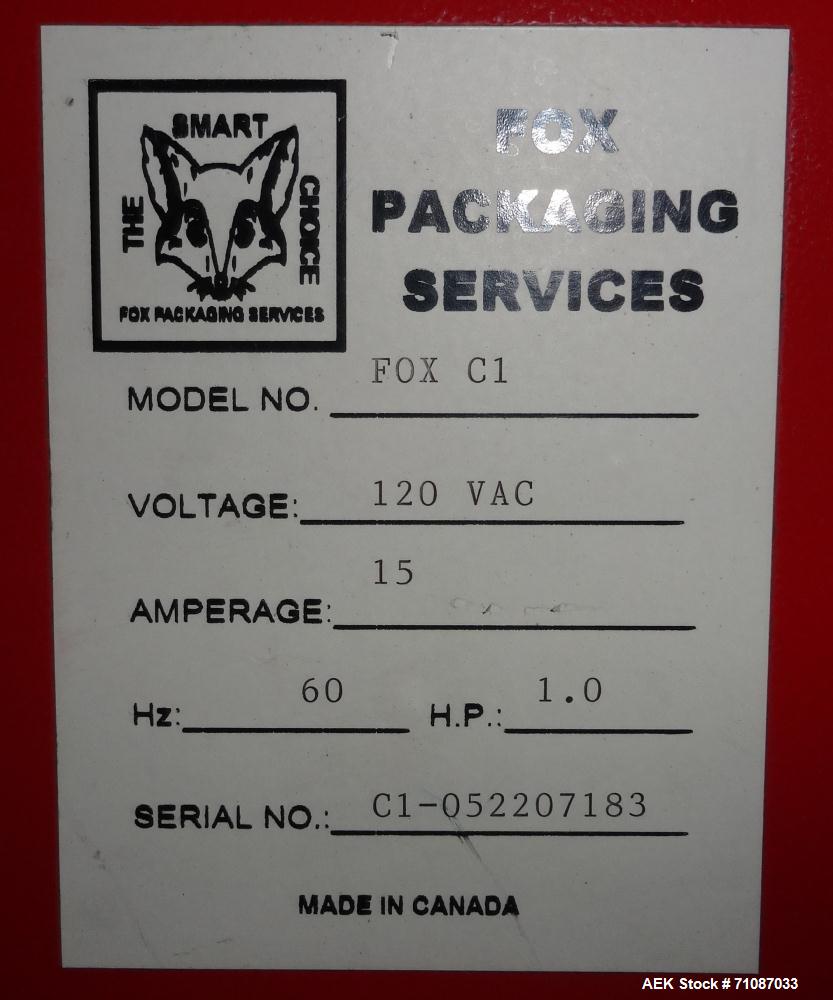 SMART
THE
CHOICE
FOX PACKAGING SERVICES
FOX
PACKAGING
SERVICES
MODEL NO. FOX C1
VOLTAGE: 120 VAC
AMPERAGE: 15
Hz: 60 H.P.: 1.0
SERIAL NO.: C1-052207183
MADE IN CANADA
AEK Stock # 71087033